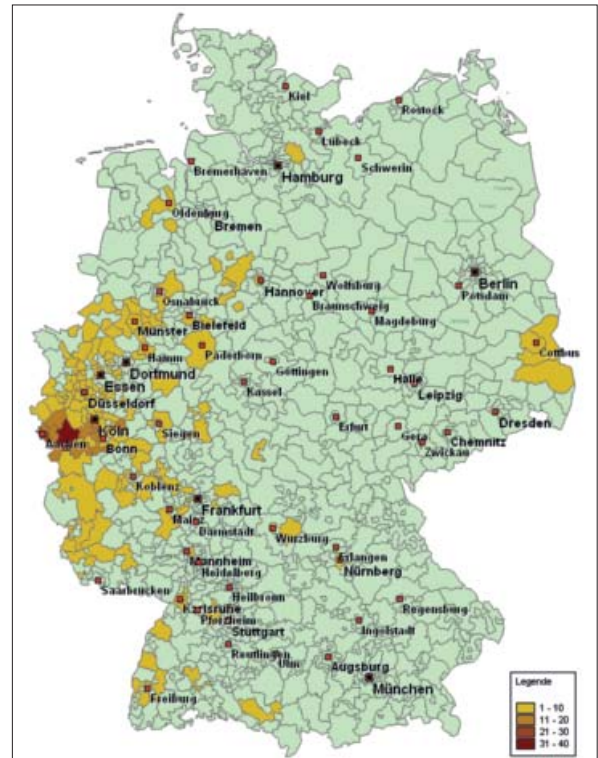 Kiel
Rostock
Lübeck
Schwerin
Bremerhaven
Hamburg
Oldenburg
Bremen
Berlin
Potsdam
Wolfsburg
Hannover
Braunschweig
Magdeburg
Osnabrück
Bielefeld
Münster
Cottbus
Hamm
Paderborn
Göttingen
Dortmund
Essen
Kassel
Halle
Leipzig
Düsseldorf
Dresden
Köln
Siegen
Erfurt
Gera
Chemnitz
Aachen
Bonn
Zwickau
Koblenz
Frankfurt
Mainz
Darmstadt
Würzburg
Erlangen
Mannheim
Nürnberg
Heidelberg
Saarbrücken
Heilbronn
Karlsruhe
Regensburg
Pforzheim
Stuttgart
Ingolstadt
Reutlingen
Ulm
Augsburg
München
Freiburg
Legende
1 - 10
11 - 20
21 - 30
31 - 40